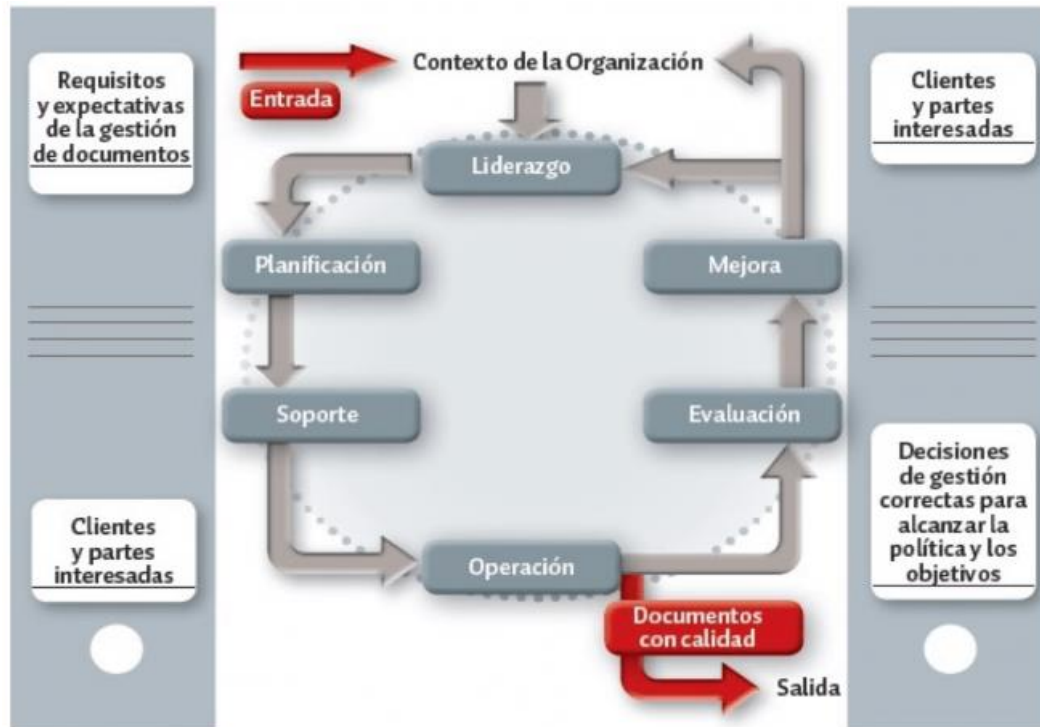 Requisitos
y expectativas
de la gestión
de documentos
Clientes
y partes
interesadas
Entrada
Contexto de la Organización
Liderazgo
Planificación
Soporte
Operación
Evaluación
Mejora
Documentos
con calidad
Salida
Clientes
y partes
interesadas
Decisiones
de gestión
correctas para
alcanzar la
política y los
objetivos